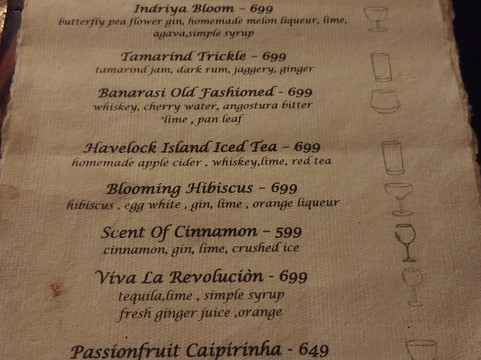 Indriya Bloom - 699
butterfly pea flower gin, homemade melon liqueur, lime,
agava,simple syrup
Tamarind Trickle - 699
tamarind jam, dark rum, jaggery, ginger
Banarasi Old Fashioned - 699
whiskey, cherry water, angostura bitter
'lime , pan leaf
Havelock Island Iced Tea - 699
homemade apple cider , whiskey,lime, red tea
Blooming Hibiscus - 699
hibiscus , egg white , gin, lime , orange liqueur
Scent Of Cinnamon - 599
cinnamon, gin, lime, crushed ice
Viva La Revoluciòn - 699
tequila,lime , simple syrup
fresh ginger juice ,orange
Passionfruit Caipirinha - 649